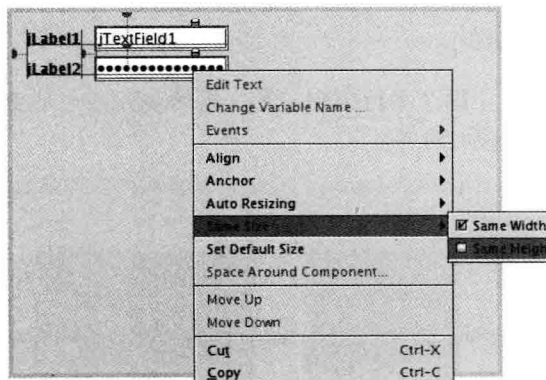 jLabel1 jTextField1
jLabel2
Edit Text
Change Variable Name ...
Events
Align
Anchor
Auto Resizing
Same Size
Same Width
Set Default Size
Same Heigh
Space Around Component...
Move Up
Move Down
Cut Ctrl-X
Copy Ctrl-C